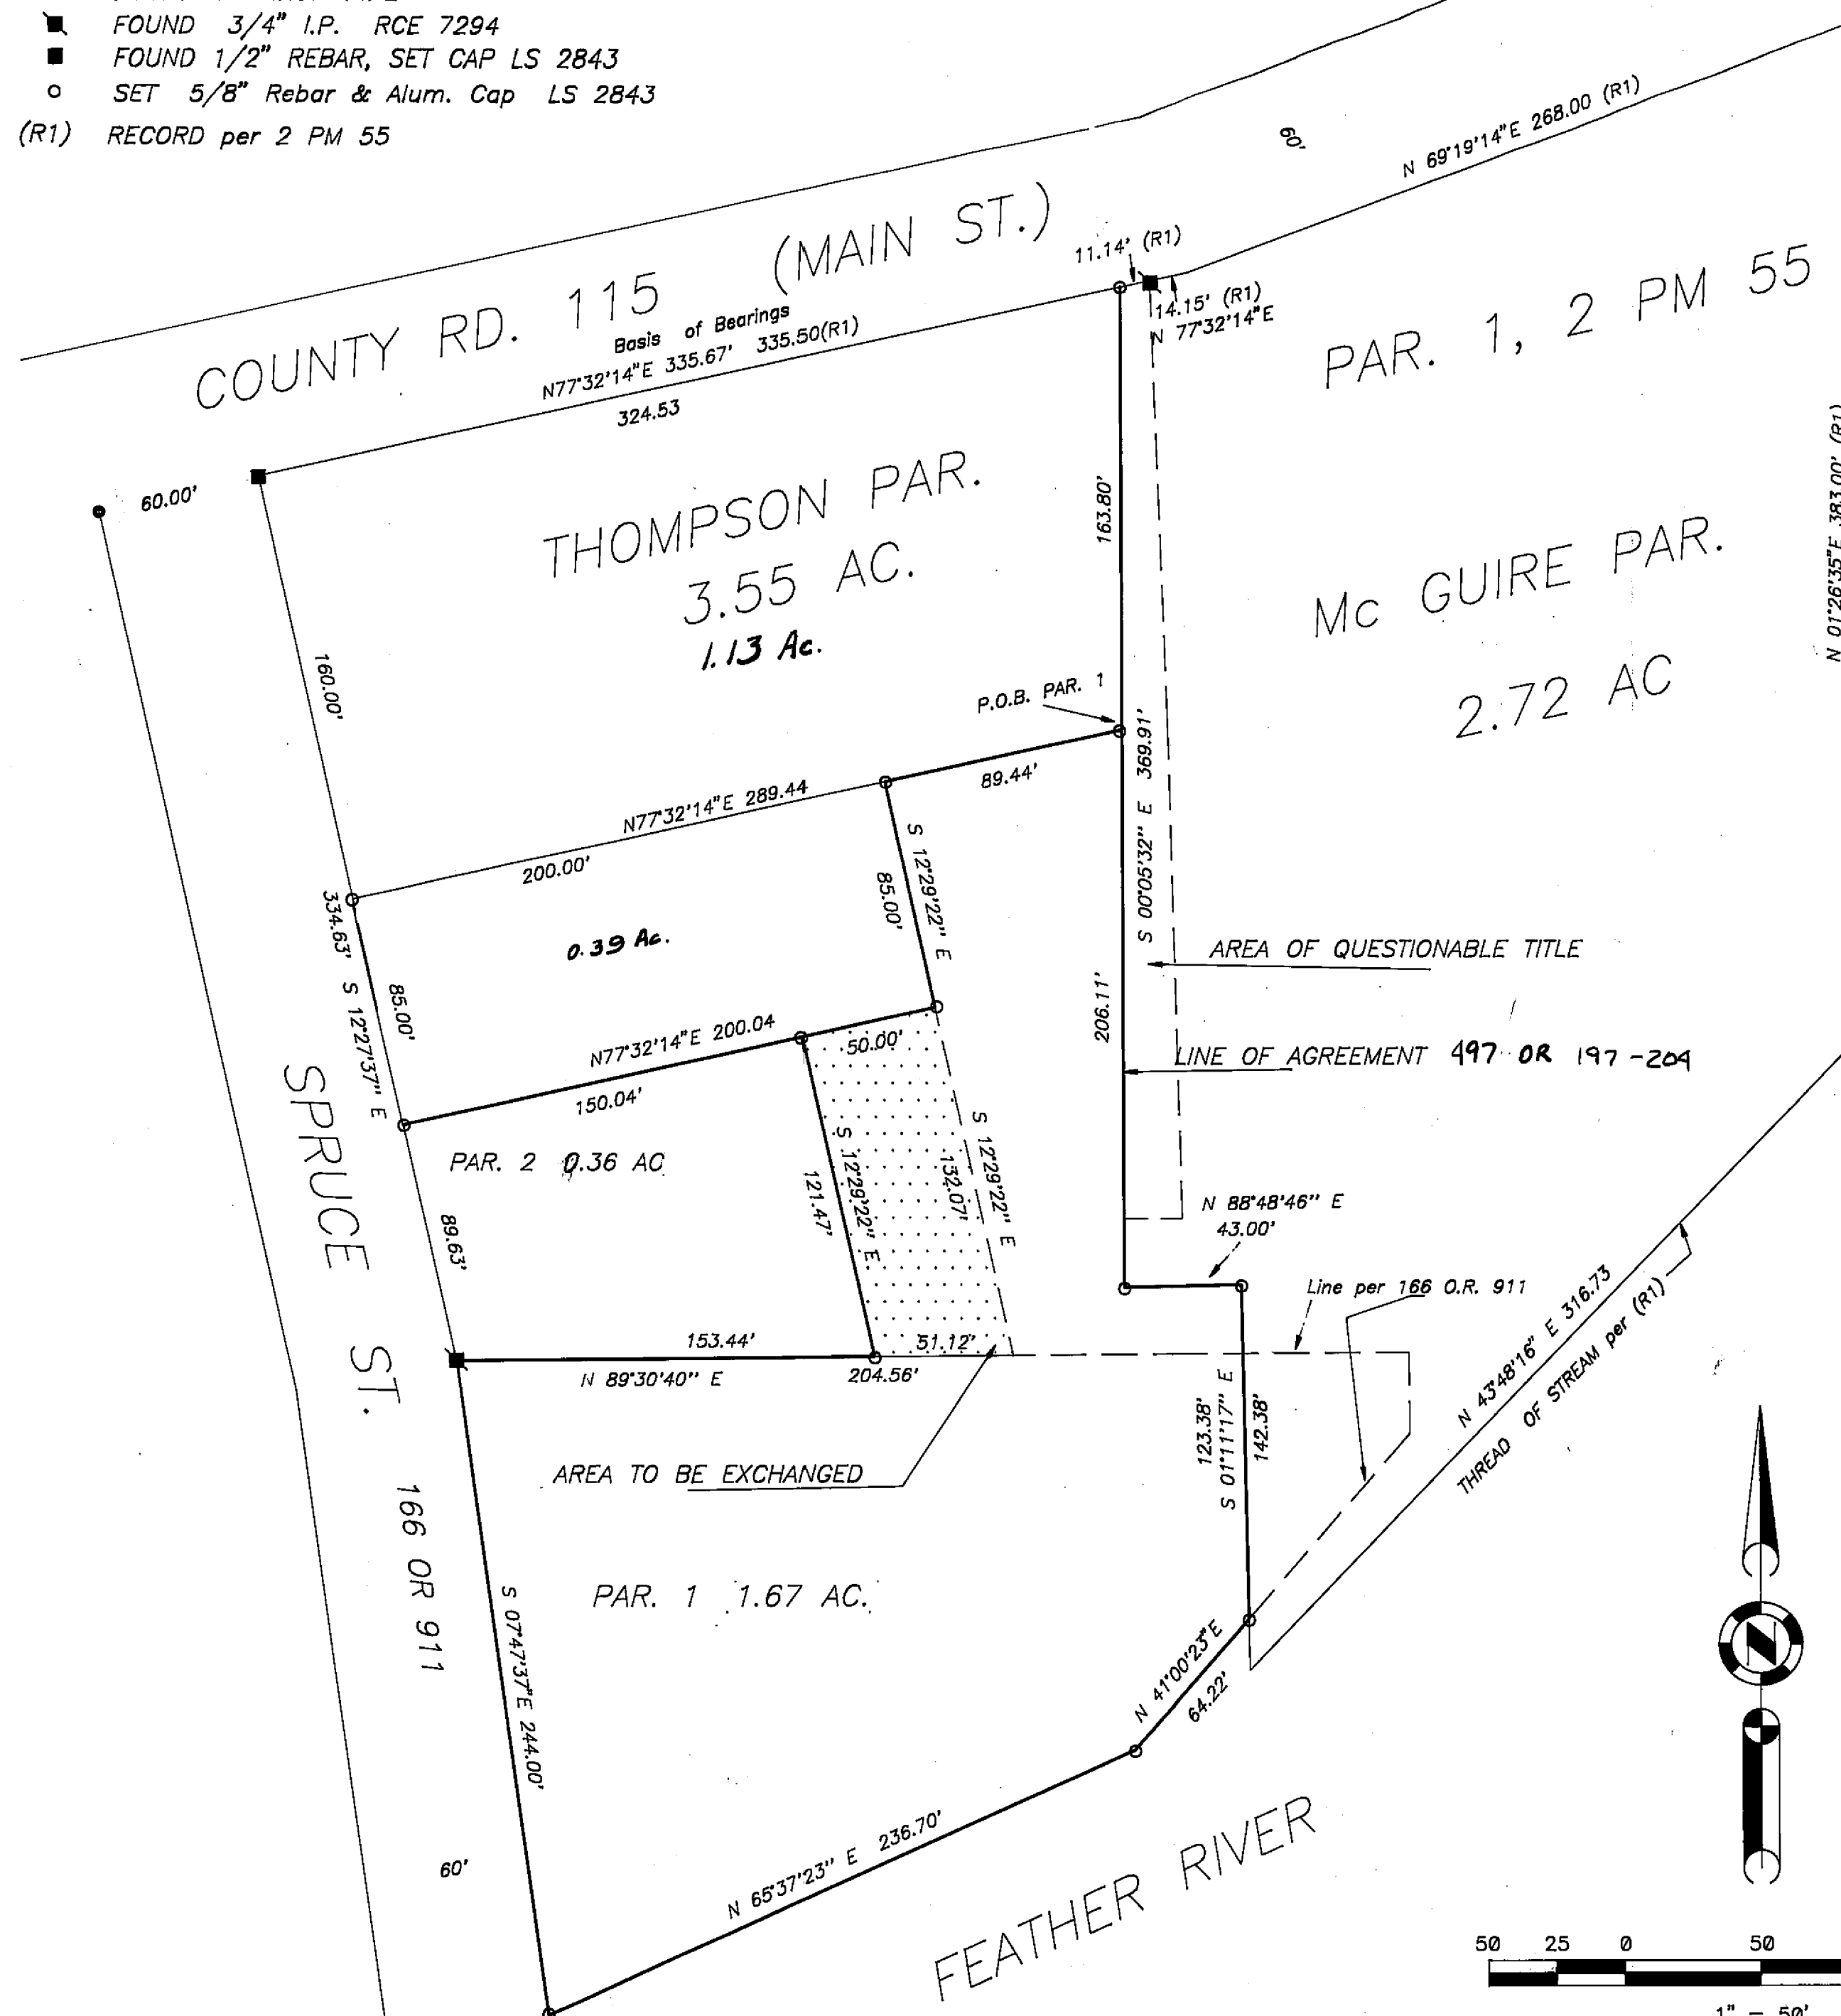 FOUND 3/4" I.P. RCE 7294
FOUND 1/2" REBAR, SET CAP LS 2843
SET 5/8" Rebar & Alum. Cap LS 2843
(R1) RECORD per 2 PM 55
60'
N 69°19'14"E 268.00 (R1)
COUNTY RD. 115 (MAIN ST.)
11.14' (R1)
14.15' (R1)
N 77°32'14"E
Basis of Bearings
N77°32'14"E 335.67' 335.50(R1)
324.53
PAR. 1, 2 PM 55
N 01°26'35"E 383.00' (R1)
60.00'
THOMPSON PAR.
3.55 AC.
1.13 Ac.
163.80'
Mc GUIRE PAR.
2.72 AC
160.00'
P.O.B. PAR. 1
S 00°05'32" E 369.91'
89.44'
N77°32'14"E 289.44
200.00'
S 12°29'22" E
85.00'
334.63' S 12°27'37" E
85.00'
0.39 Ac.
AREA OF QUESTIONABLE TITLE
206.11'
N77°32'14"E 200.04
50.00'
150.04'
LINE OF AGREEMENT 497 OR 197-204
SPRUCE ST. 166 OR 911
PAR. 2 0.36 AC
S 12°29'22" E
121.47'
132.07'
S 12°29'22" E
89.63'
N 88°48'46" E
43.00'
Line per 166 O.R. 911
153.44'
51.12'
N 89°30'40" E
204.56'
123.38'
S 01°11'17" E
142.38'
N 43°48'16" E 316.73
THREAD OF STREAM per (R1)
AREA TO BE EXCHANGED
PAR. 1 1.67 AC.
S 07°47'37"E 244.00'
N 41°00'23"E
64.22'
N
60'
N 65°37'23" E 236.70'
FEATHER RIVER
50 25 0 50